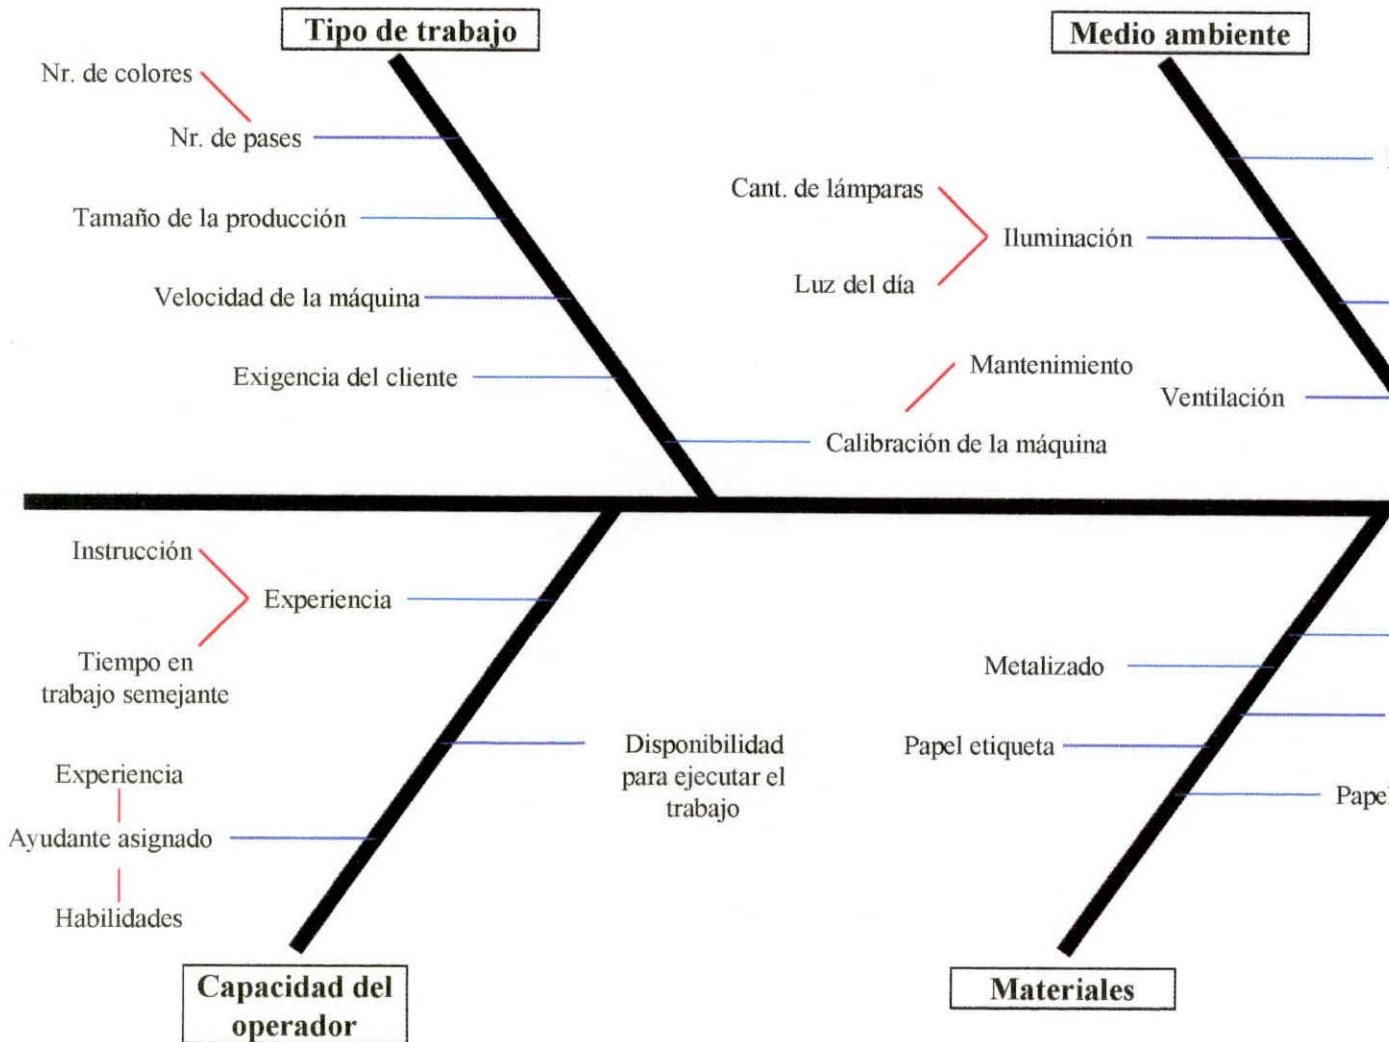 Tipo de trabajo
Medio ambiente
Nr. de colores
Nr. de pases
Cant. de lámparas
Tamaño de la producción
Iluminación
Luz del día
Velocidad de la máquina
Mantenimiento
Exigencia del cliente
Ventilación
Calibración de la máquina
Instrucción
Experiencia
Tiempo en
trabajo semejante
Metalizado
Disponibilidad
para ejecutar el
trabajo
Papel etiqueta
Experiencia
Papel
Ayudante asignado
Habilidades
Capacidad del
operador
Materiales